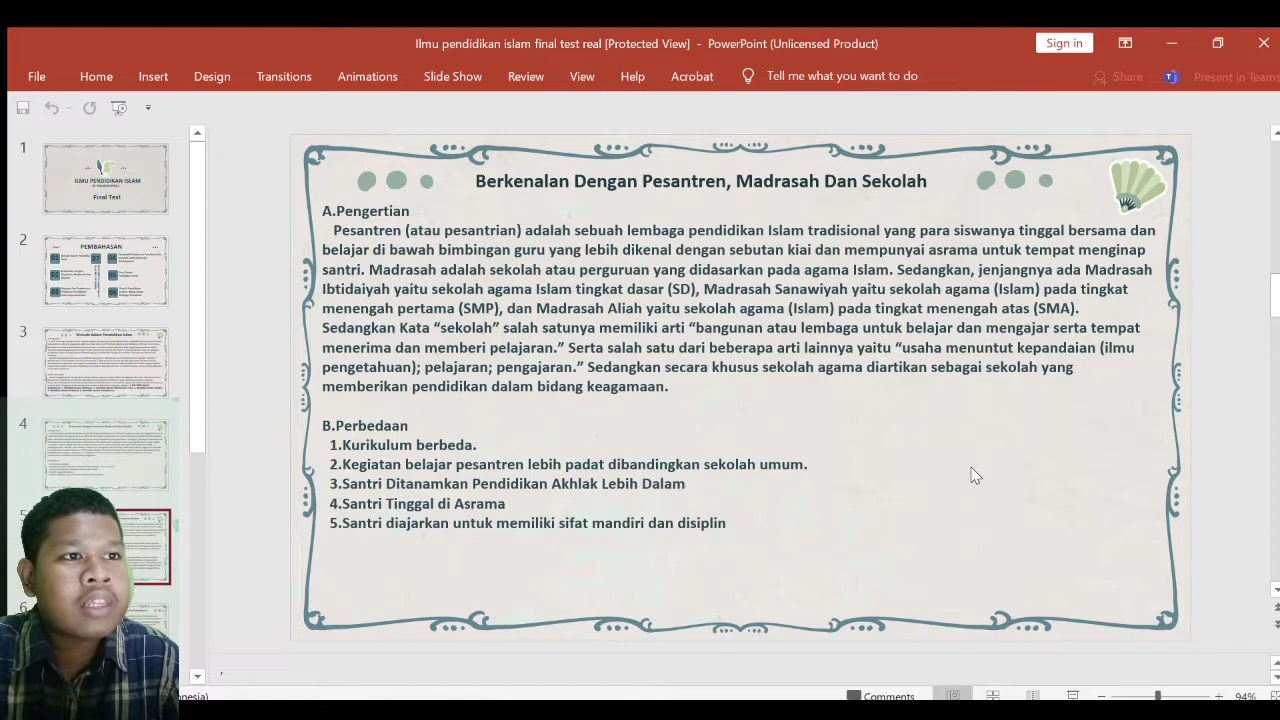 Ilmu pendidikan islam final test real [Protected View] - PowerPoint (Unlicensed Product)
Sign in
File Home Insert Design Transitions Animations Slide Show Review View Help Acrobat Tell me what you want to do Share Present in Teams
1
ILMU PENDIDIKAN ISLAM
Final Test
2
PEMBAHASAN
3
4
5
6
Berkenalan Dengan Pesantren, Madrasah Dan Sekolah
A.Pengertian
Pesantren (atau pesantrian) adalah sebuah lembaga pendidikan Islam tradisional yang para siswanya tinggal bersama dan
belajar di bawah bimbingan guru yang lebih dikenal dengan sebutan kiai dan mempunyai asrama untuk tempat menginap
santri. Madrasah adalah sekolah atau perguruan yang didasarkan pada agama Islam. Sedangkan, jenjangnya ada Madrasah
Ibtidaiyah yaitu sekolah agama Islam tingkat dasar (SD), Madrasah Sanawiyah yaitu sekolah agama (Islam) pada tingkat
menengah pertama (SMP), dan Madrasah Aliah yaitu sekolah agama (Islam) pada tingkat menengah atas (SMA).
Sedangkan Kata “sekolah” salah satunya memiliki arti “bangunan atau lembaga untuk belajar dan mengajar serta tempat
menerima dan memberi pelajaran.” Serta salah satu dari beberapa arti lainnya yaitu “usaha menuntut kepandaian (ilmu
pengetahuan); pelajaran; pengajaran.” Sedangkan secara khusus sekolah agama diartikan sebagai sekolah yang
memberikan pendidikan dalam bidang keagamaan.
B.Perbedaan
1.Kurikulum berbeda.
2.Kegiatan belajar pesantren lebih padat dibandingkan sekolah umum.
3.Santri Ditanamkan Pendidikan Akhlak Lebih Dalam
4.Santri Tinggal di Asrama
5.Santri diajarkan untuk memiliki sifat mandiri dan disiplin
Comments
94%